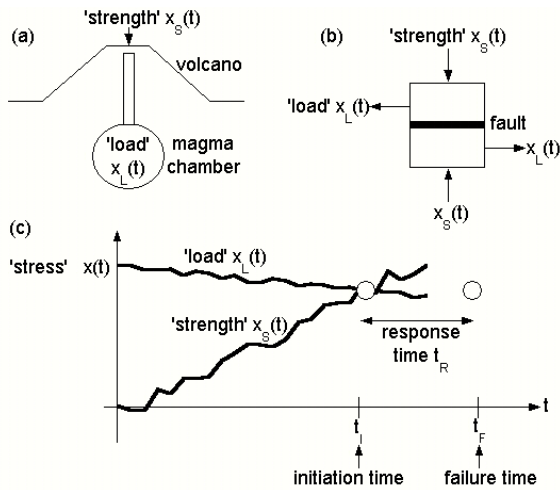 (a)
'strength' x_S(t)
volcano
'load'
x_L(t)
magma
chamber
(b)
'strength' x_S(t)
'load' x_L(t)
fault
x_L(t)
x_S(t)
(c)
'load' x_L(t)
'stress' x(t)
'strength' x_S(t)
response
time t_R
t
t_I
t_F
initiation time
failure time